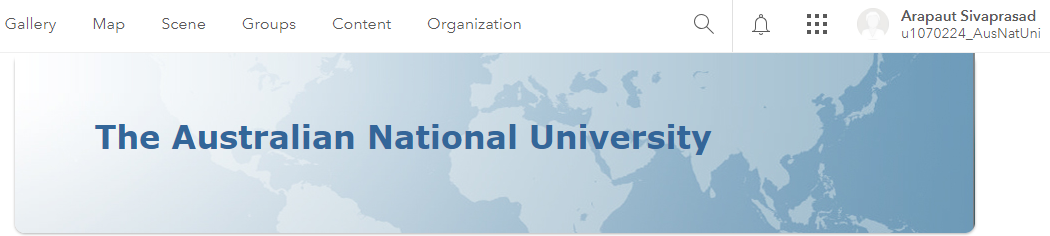 Gallery Map Scene Groups Content Organization Arapaut Sivaprasad
u1070224_AusNatUni
The Australian National University